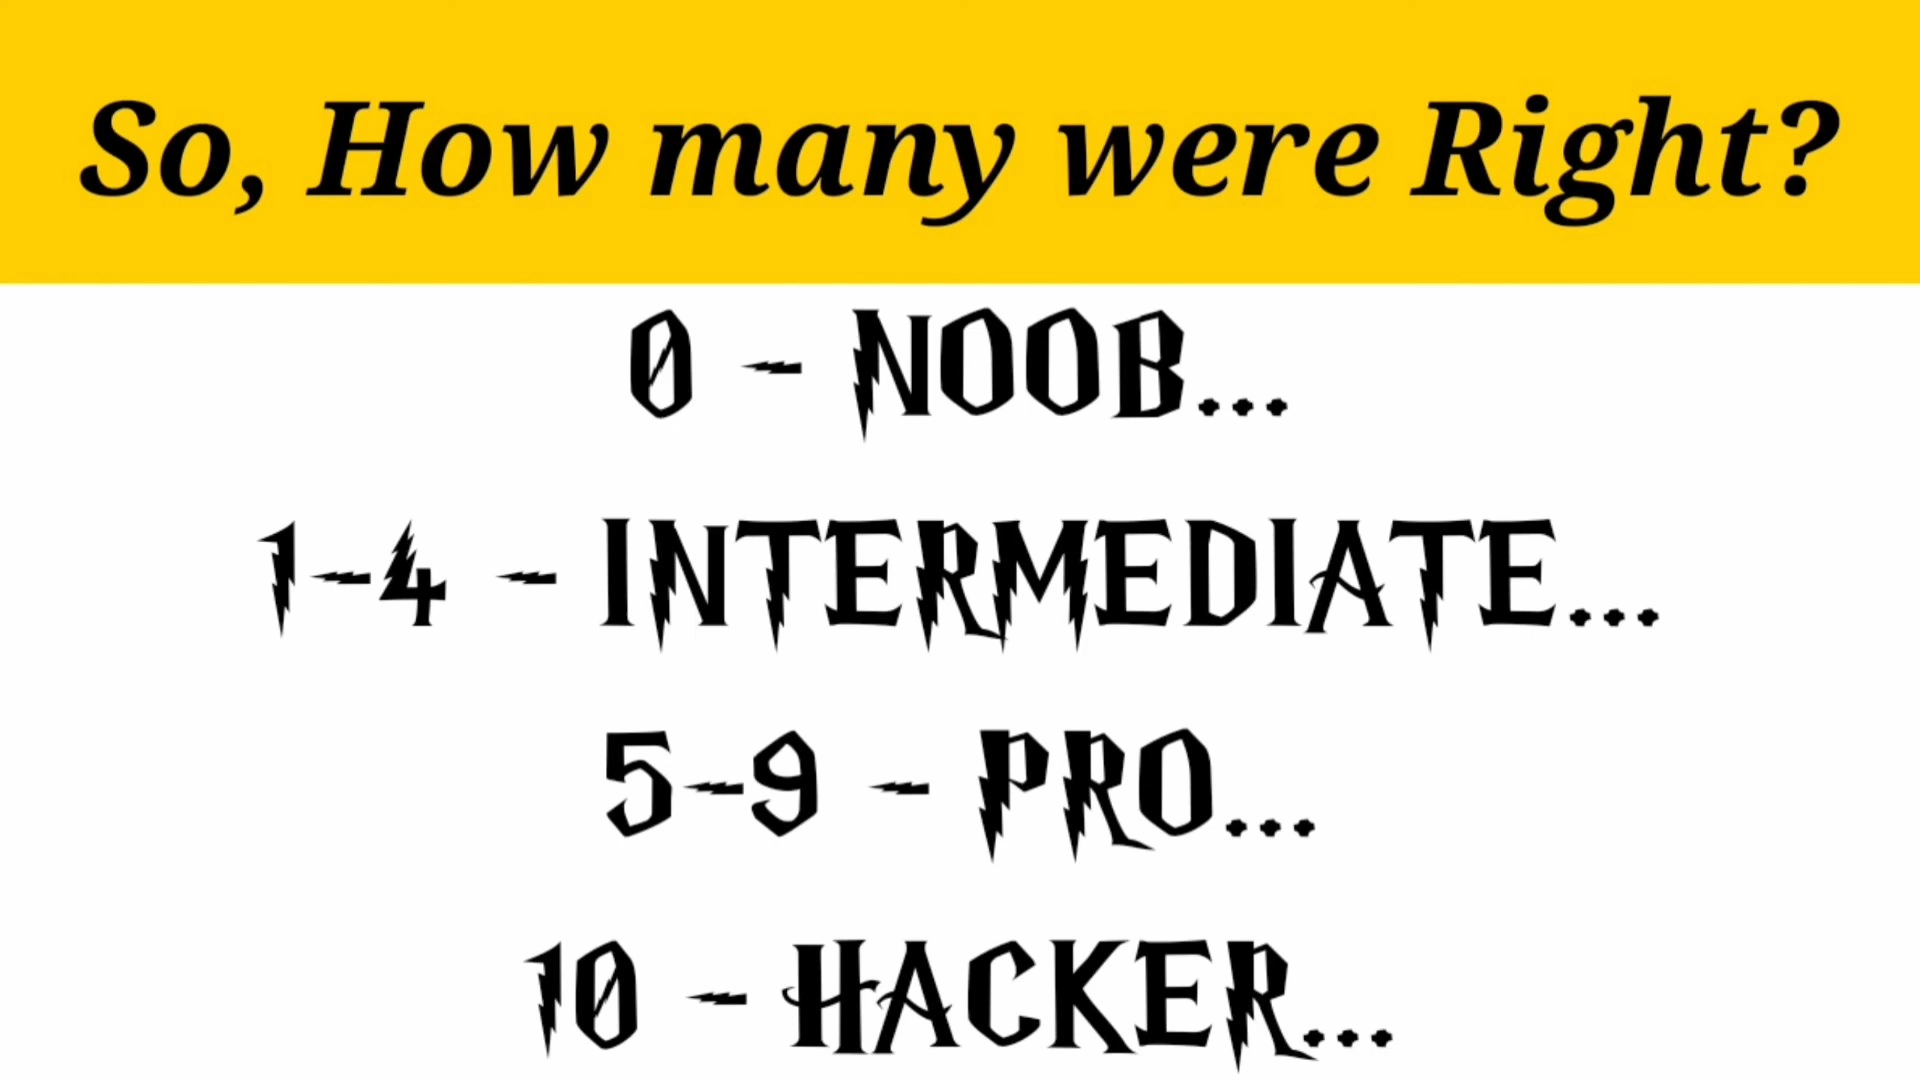 So, How many were Right?
0 - NOOB...
1-4 - INTERMEDIATE...
5-9 - PRO...
10 - HACKER...